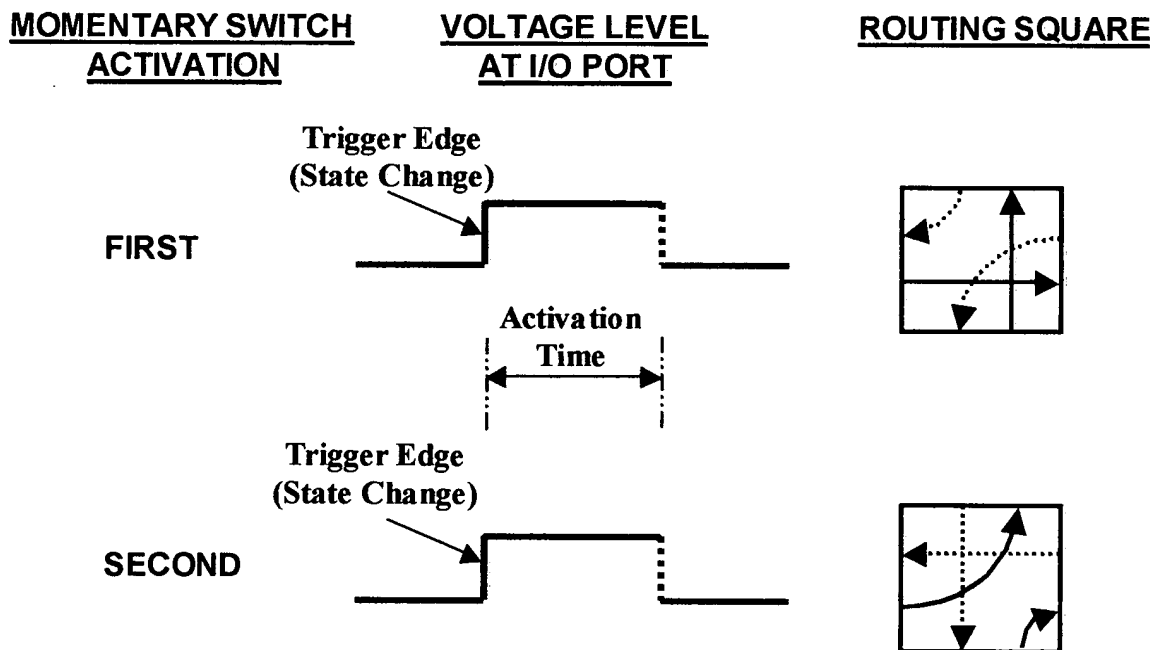 MOMENTARY SWITCH
ACTIVATION
VOLTAGE LEVEL
AT I/O PORT
ROUTING SQUARE
Trigger Edge
(State Change)
FIRST
Activation
Time
Trigger Edge
(State Change)
SECOND